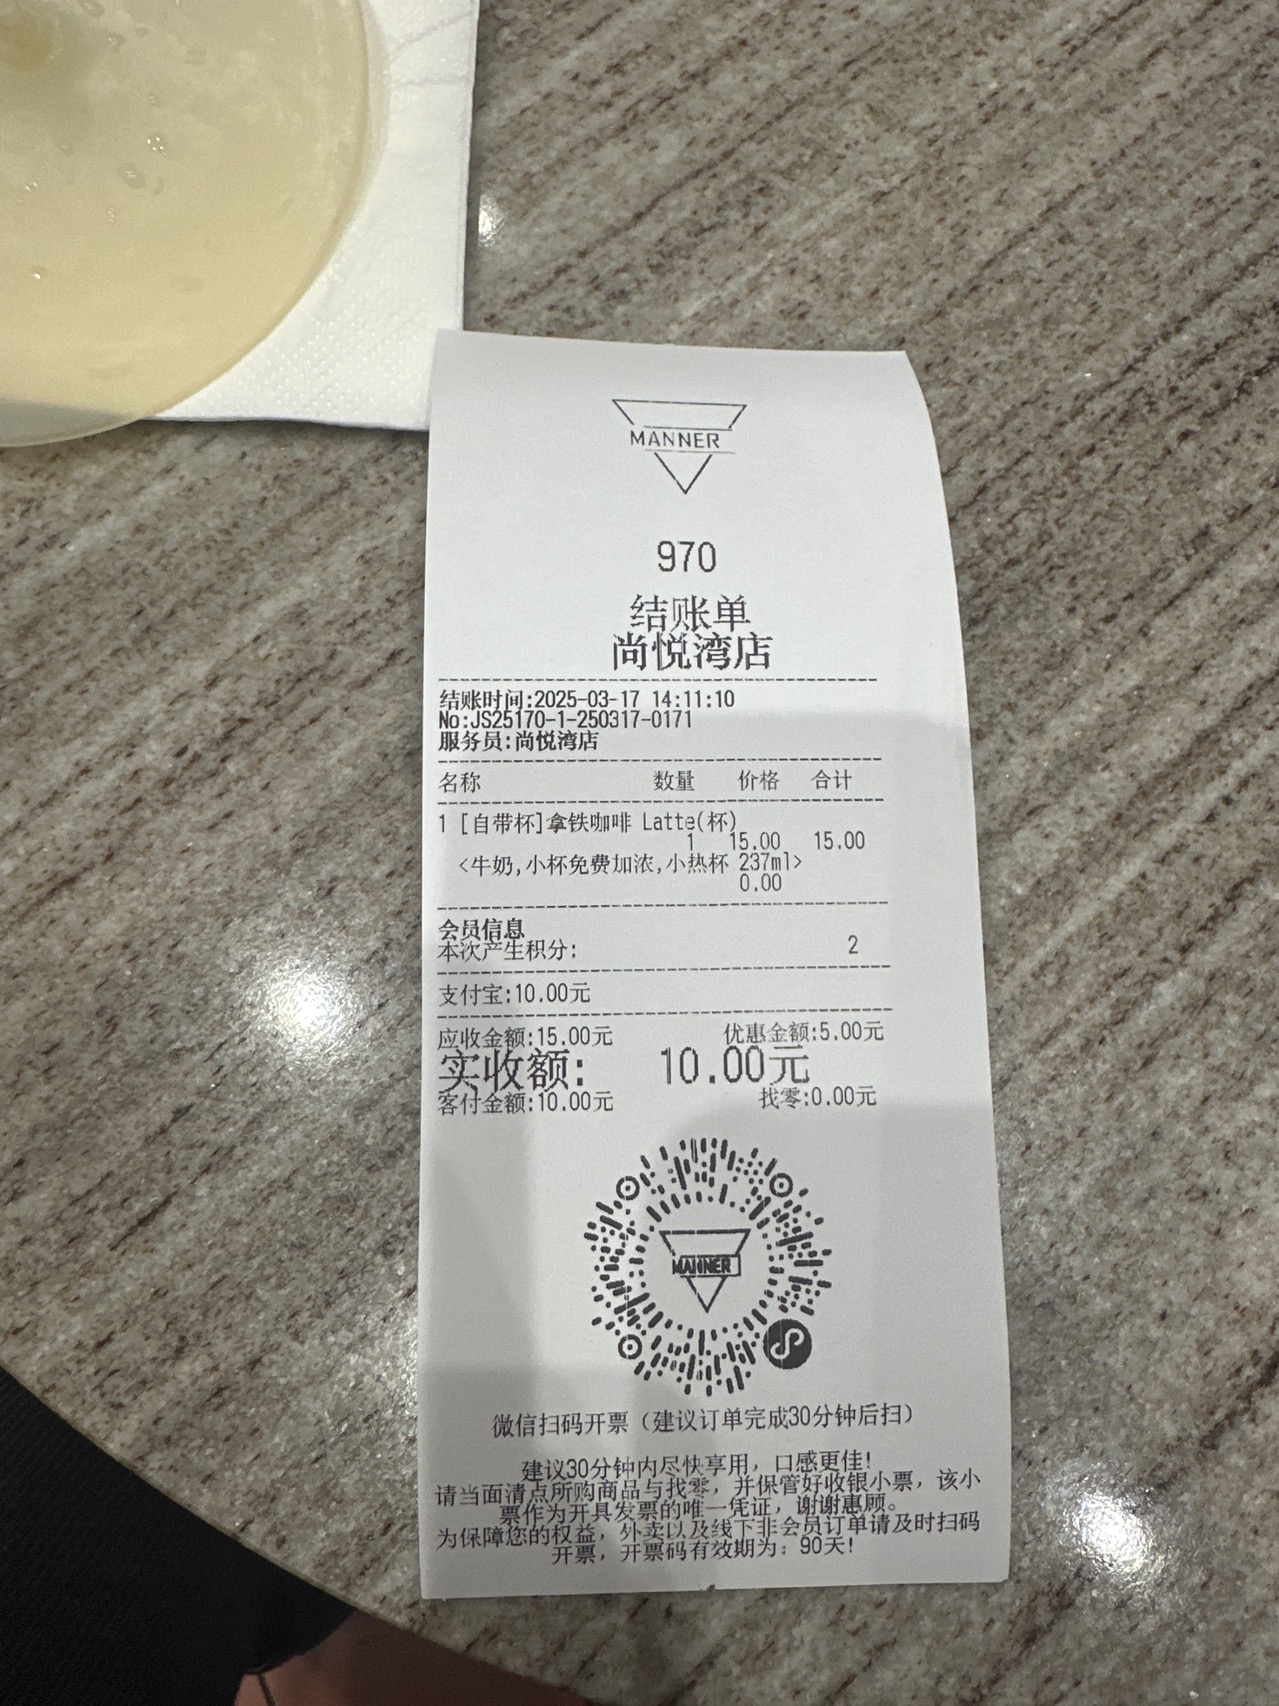 MANNER
970
结账单
尚悦湾店
结账时间:2025-03-17 14:11:10
No:JS25170-1-250317-0171
服务员:尚悦湾店
名称 数量 价格 合计
1 [自带杯]拿铁咖啡 Latte(杯)
1 15.00 15.00
<牛奶,小杯免费加浓,小热杯 237ml>
0.00
会员信息
本次产生积分: 2
支付宝:10.00元
应收金额:15.00元 优惠金额:5.00元
实收额: 10.00元
客付金额:10.00元 找零:0.00元
MANNER
微信扫码开票（建议订单完成30分钟后扫）
建议30分钟内尽快享用，口感更佳!
请当面清点所购商品与找零，并保管好收银小票，该小
票作为开具发票的唯一凭证，谢谢惠顾。
为保障您的权益，外卖以及线下非会员订单请及时扫码
开票，开票码有效期为：90天!